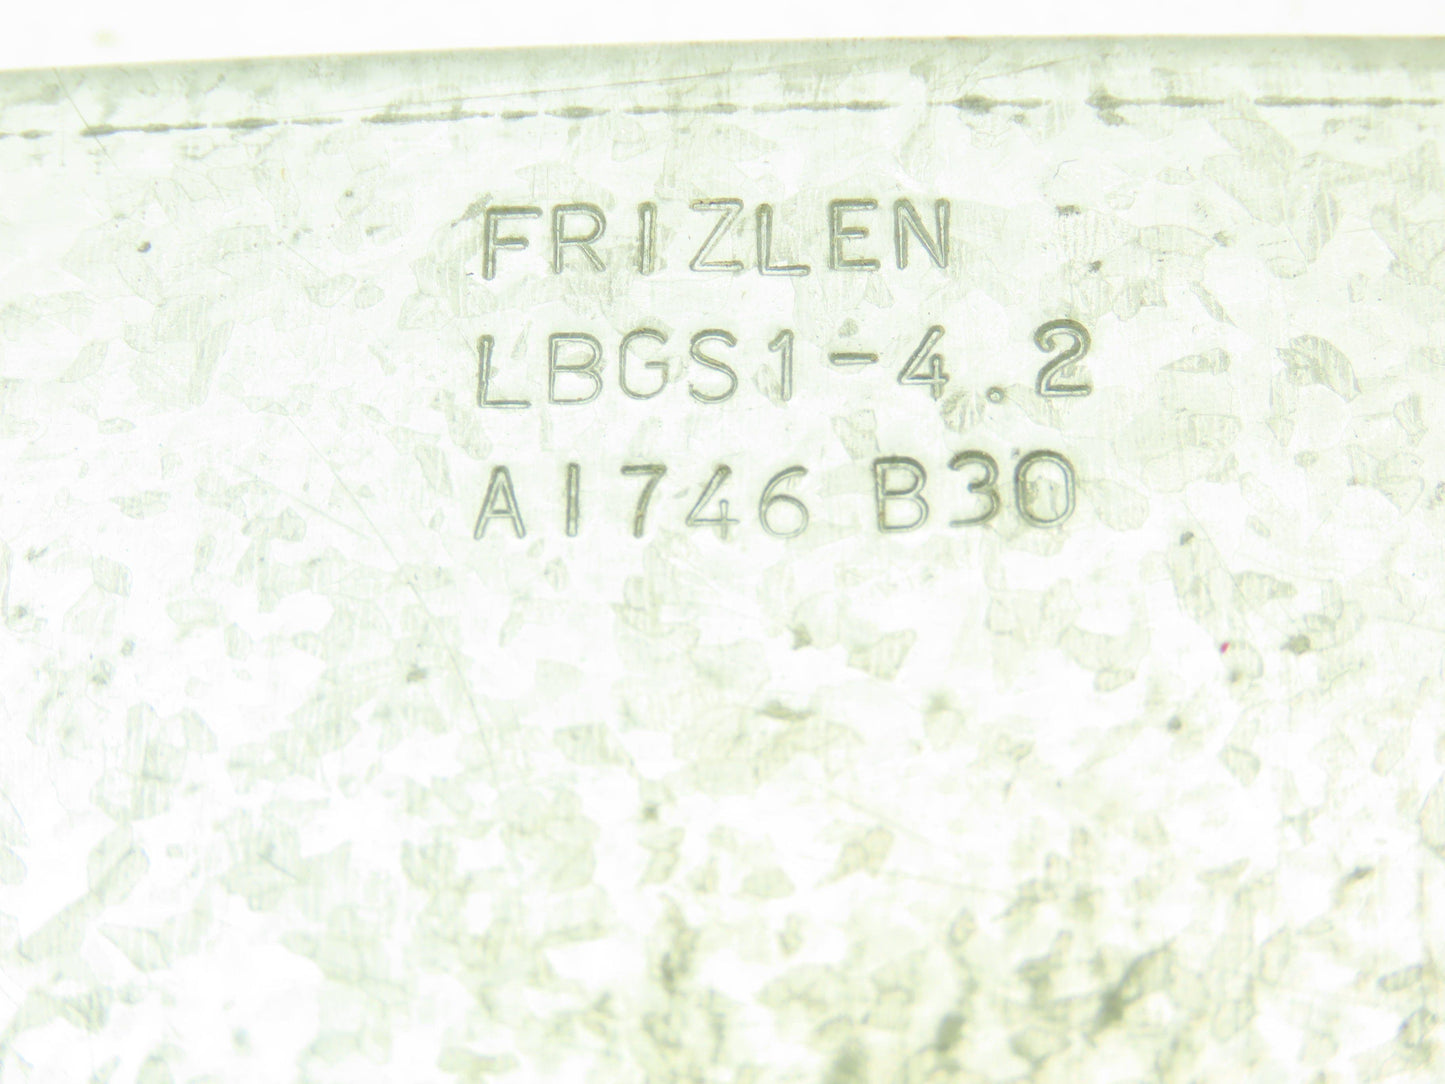 FRIZLEN
LBGS1-4.2
A1746 B30